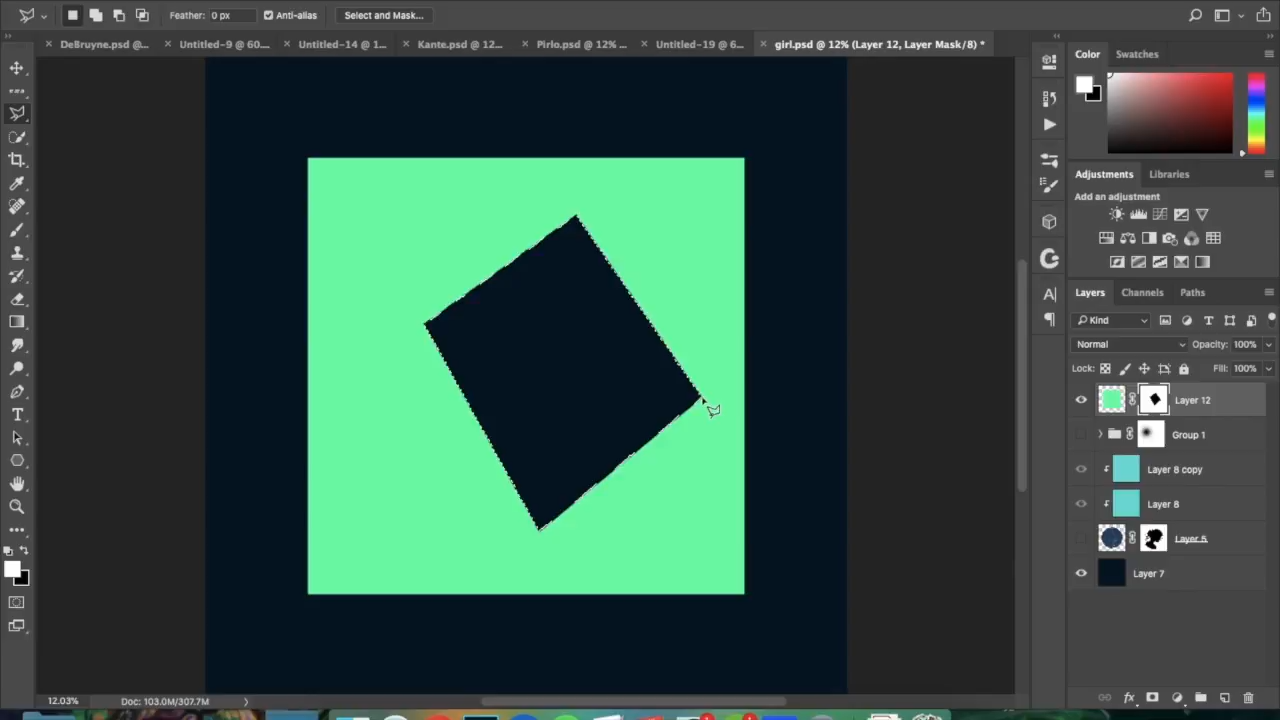 Feather: 0 px Anti-alias Select and Mask...
DeBruyne.psd @... Untitled-9 @ 60.... Untitled-14 @ 1... Kante.psd @ 12... Pirlo.psd @ 12% ... Untitled-19 @ 6... girl.psd @ 12% (Layer 12, Layer Mask/8) *
Color Swatches
Adjustments Libraries
Add an adjustment
Layers Channels Paths
Kind
Normal Opacity: 100%
Lock: Fill: 100%
Layer 12
Group 1
Layer 8 copy
Layer 8
Layer 5
Layer 7
12.03% Doc: 103.0M/307.7M